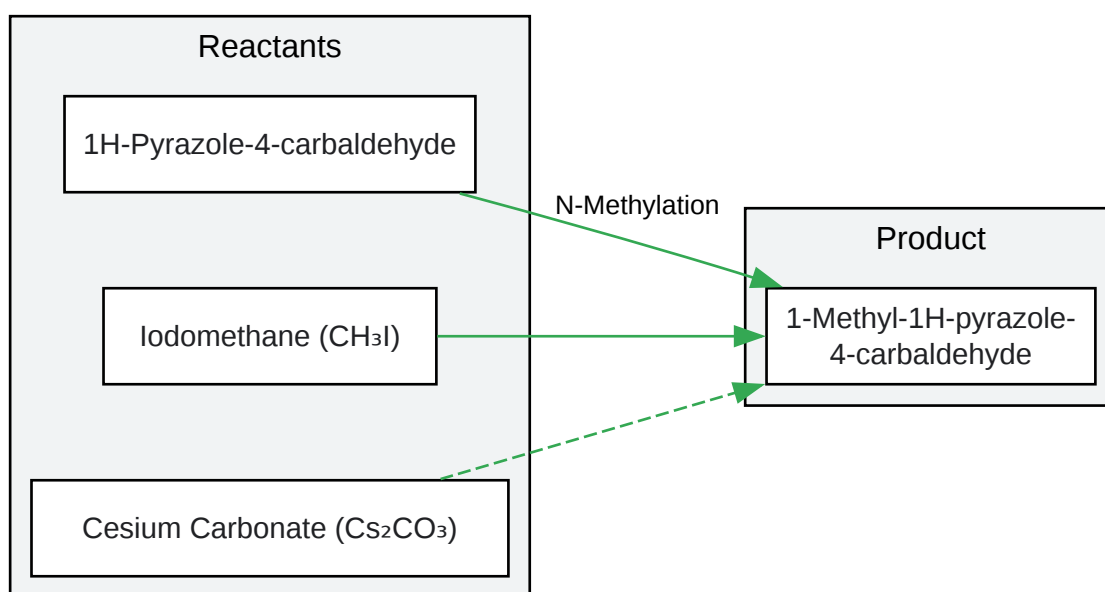 Reactants
1H-Pyrazole-4-carbaldehyde
N-Methylation
Product
Iodomethane (CH₃I)
1-Methyl-1H-pyrazole-
4-carbaldehyde
Cesium Carbonate (Cs₂CO₃)